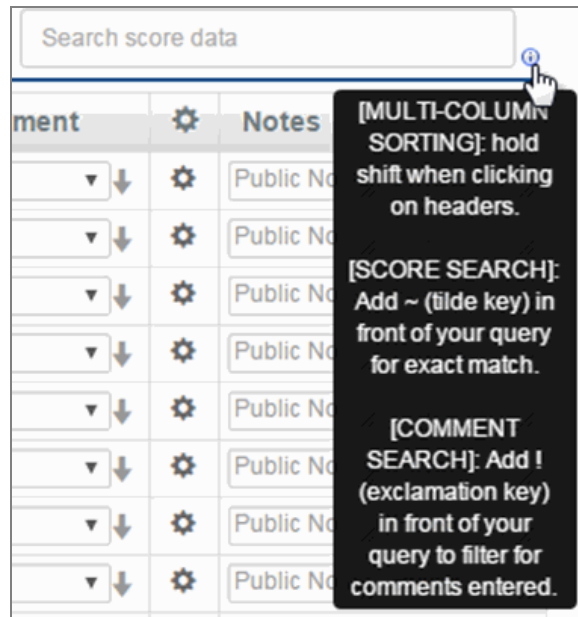 Search score data
ment
Notes
Public No
Public No
Public No
Public No
Public No
Public No
Public No
Public No
[MULTI-COLUMN
SORTING]: hold
shift when clicking
on headers.
[SCORE SEARCH]:
Add ~ (tilde key) in
front of your query
for exact match.
[COMMENT
SEARCH]: Add !
(exclamation key)
in front of your
query to filter for
comments entered.